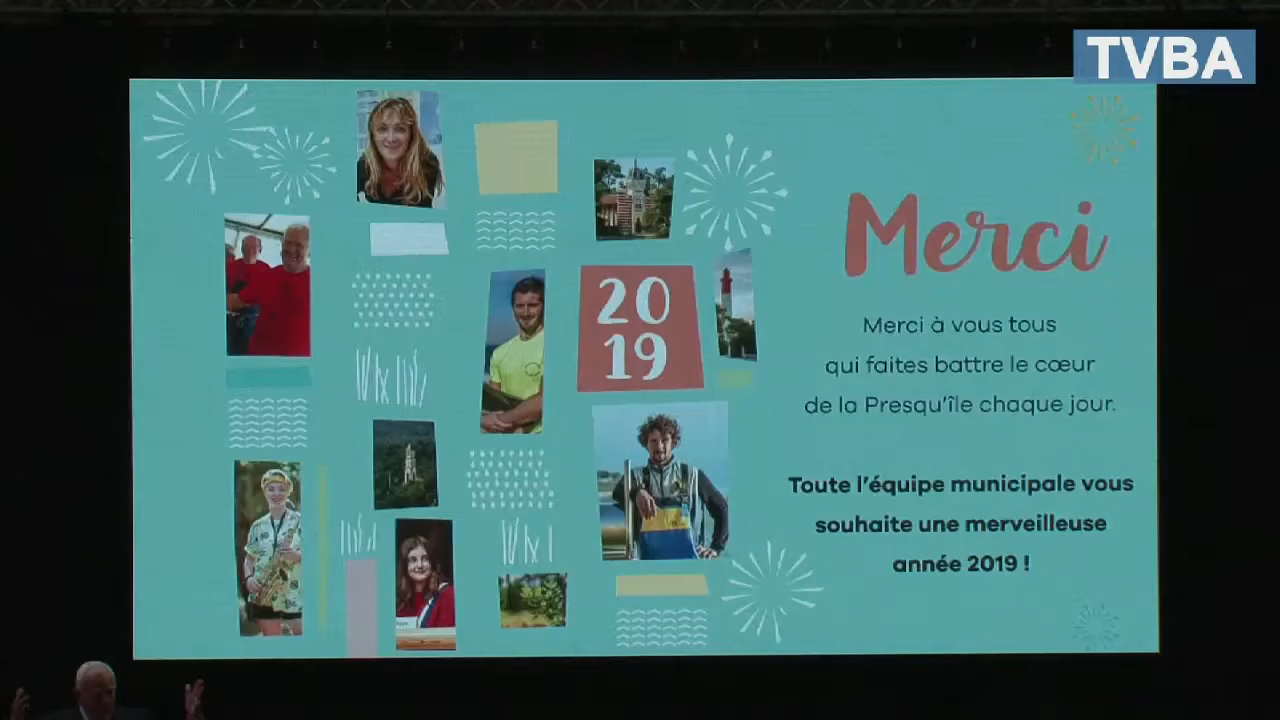 TVBA
Merci
20
19
Merci à vous tous
qui faites battre le cœur
de la Presqu'île chaque jour.
Toute l'équipe municipale vous
souhaite une merveilleuse
année 2019 !